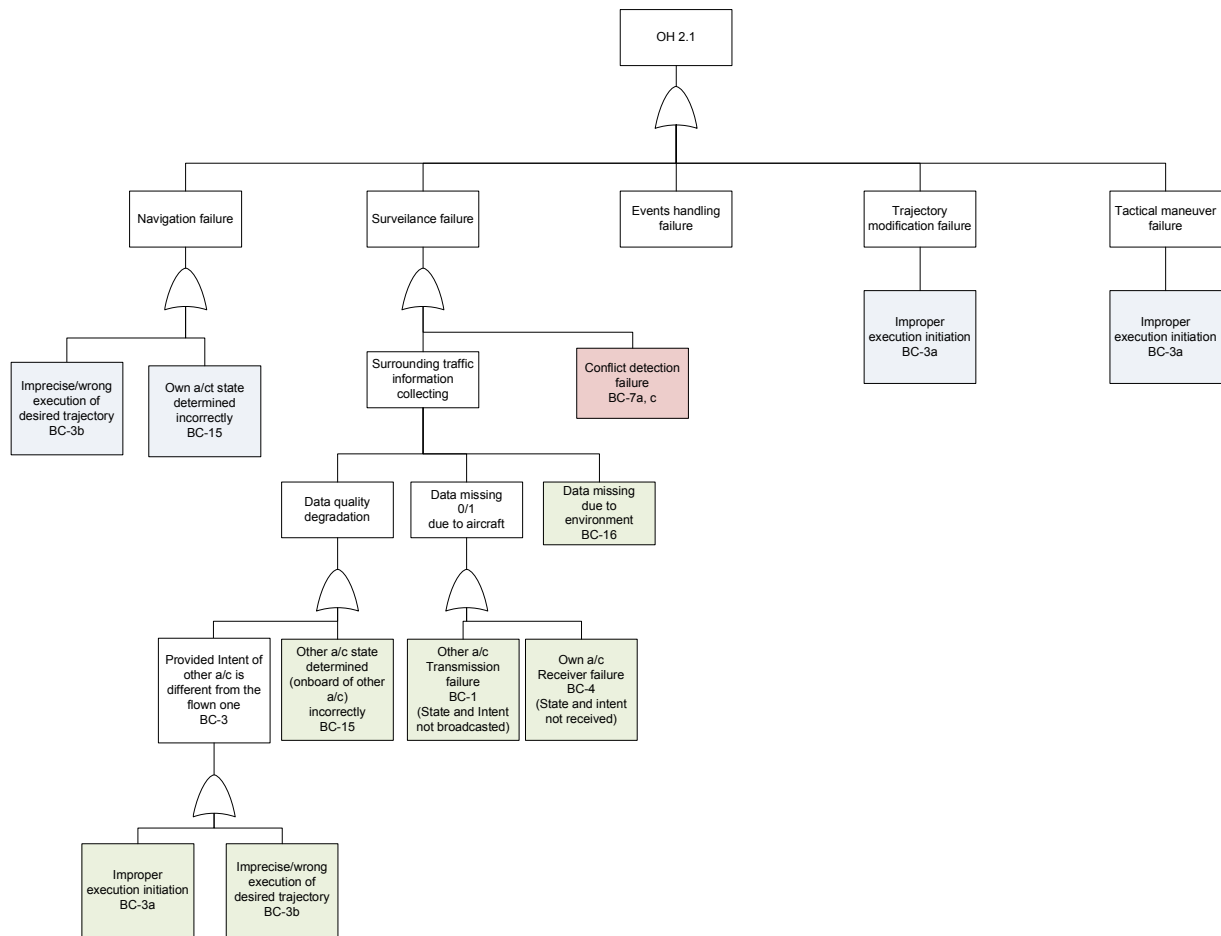 OH 2.1
Navigation failure
Surveilance failure
Events handling
failure
Trajectory
modification failure
Tactical maneuver
failure
Imprecise/wrong
execution of
desired trajectory
BC-3b
Own a/ct state
determined
incorrectly
BC-15
Surrounding traffic
information
collecting
Conflict detection
failure
BC-7a, c
Improper
execution initiation
BC-3a
Improper
execution initiation
BC-3a
Data quality
degradation
Data missing
0/1
due to aircraft
Data missing
due to
environment
BC-16
Provided Intent of
other a/c is
different from the
flown one
BC-3
Other a/c state
determined
(onboard of other
a/c)
incorrectly
BC-15
Other a/c
Transmission
failure
BC-1
(State and Intent
not broadcasted)
Own a/c
Receiver failure
BC-4
(State and intent
not received)
Improper
execution initiation
BC-3a
Imprecise/wrong
execution of
desired trajectory
BC-3b